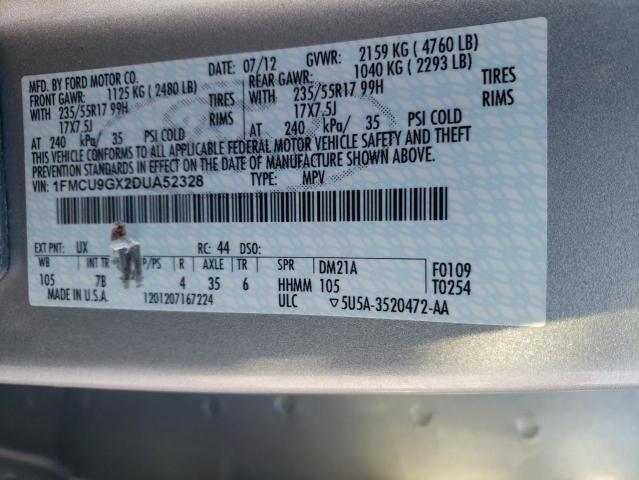 MFD. BY FORD MOTOR CO. DATE: 07/12 GVWR: 2159 KG ( 4760 LB)
FRONT GAWR: 1125 KG ( 2480 LB) REAR GAWR: 1040 KG ( 2293 LB)
WITH 235/55R17 99H TIRES WITH 235/55R17 99H TIRES
17X7.5J RIMS 17X7.5J RIMS
AT 240 kPa/ 35 PSI COLD AT 240 kPa/ 35 PSI COLD
THIS VEHICLE CONFORMS TO ALL APPLICABLE FEDERAL MOTOR VEHICLE SAFETY AND THEFT
PREVENTION STANDARDS IN EFFECT ON THE DATE OF MANUFACTURE SHOWN ABOVE.
VIN: 1FMCU9GX2DUA52328 TYPE: MPV
EXT PNT: UX RC: 44 DSO:
WB INT TR P/PS R AXLE TR SPR DM21A F0109
105 7B 4 35 6 HHMM 105 T0254
MADE IN U.S.A. 1201207167224 ULC ▽5U5A-3520472-AA